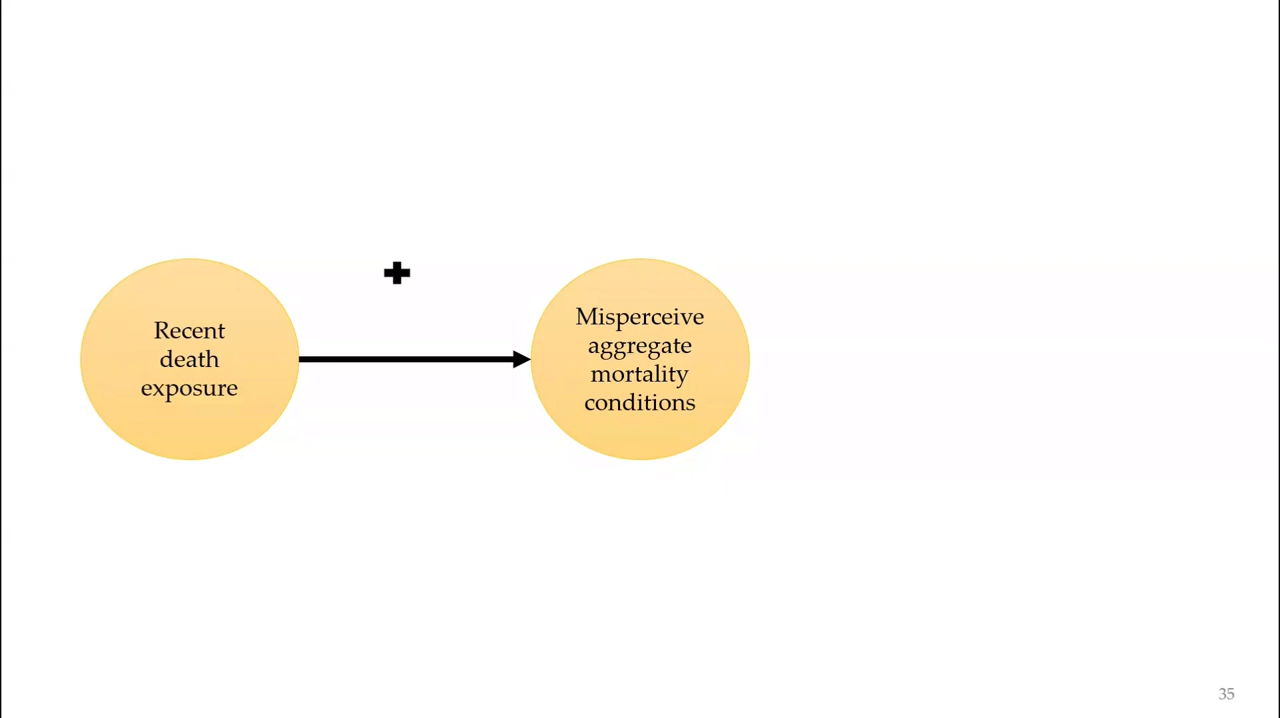 Recent
death
exposure
Misperceive
aggregate
mortality
conditions
35